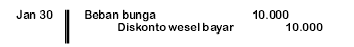 Jan 30 Beban bunga 10.000
Diskonto wesel bayar 10.000